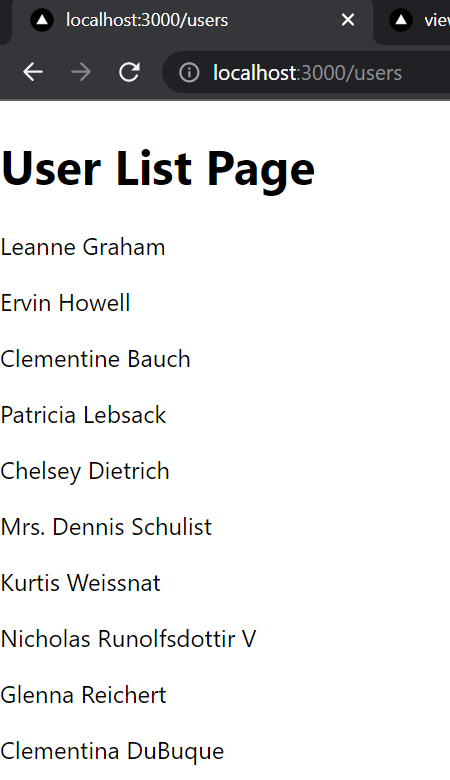 localhost:3000/users
view
localhost:3000/users
User List Page
Leanne Graham
Ervin Howell
Clementine Bauch
Patricia Lebsack
Chelsey Dietrich
Mrs. Dennis Schulist
Kurtis Weissnat
Nicholas Runolfsdottir V
Glenna Reichert
Clementina DuBuque